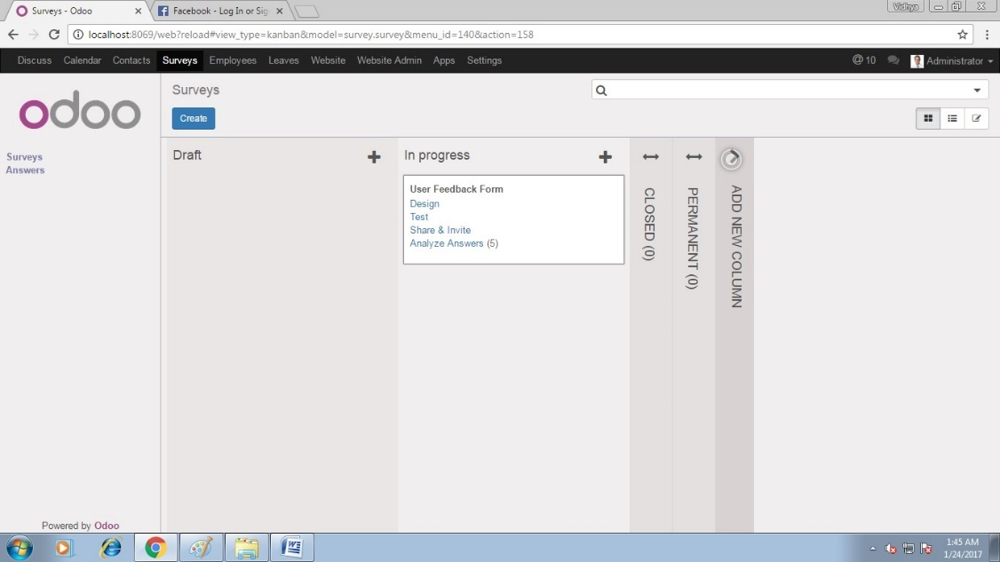 Surveys - Odoo
Facebook - Log In or Sig
Vidhya
localhost:8069/web?reload#view_type=kanban&model=survey.survey&menu_id=140&action=158
Discuss Calendar Contacts Surveys Employees Leaves Website Website Admin Apps Settings
@ 10 Administrator
odoo
Surveys
Create
Surveys
Answers
Draft
In progress
User Feedback Form
Design
Test
Share & Invite
Analyze Answers (5)
CLOSED (0)
PERMANENT (0)
ADD NEW COLUMN
Powered by Odoo
1:45 AM
1/24/2017